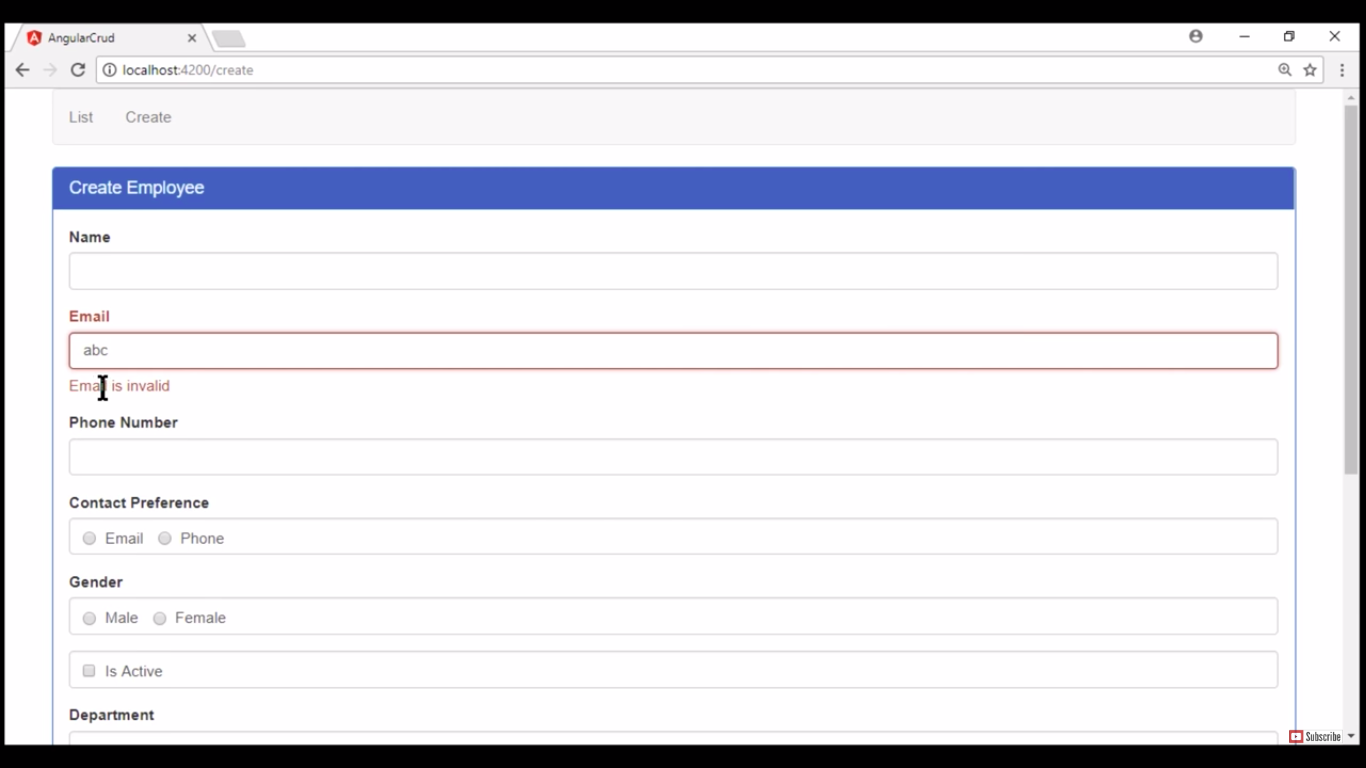 AngularCrud
localhost:4200/create
List Create
Create Employee
Name
Email
abc
Email is invalid
Phone Number
Contact Preference
Email Phone
Gender
Male Female
Is Active
Department
Subscribe